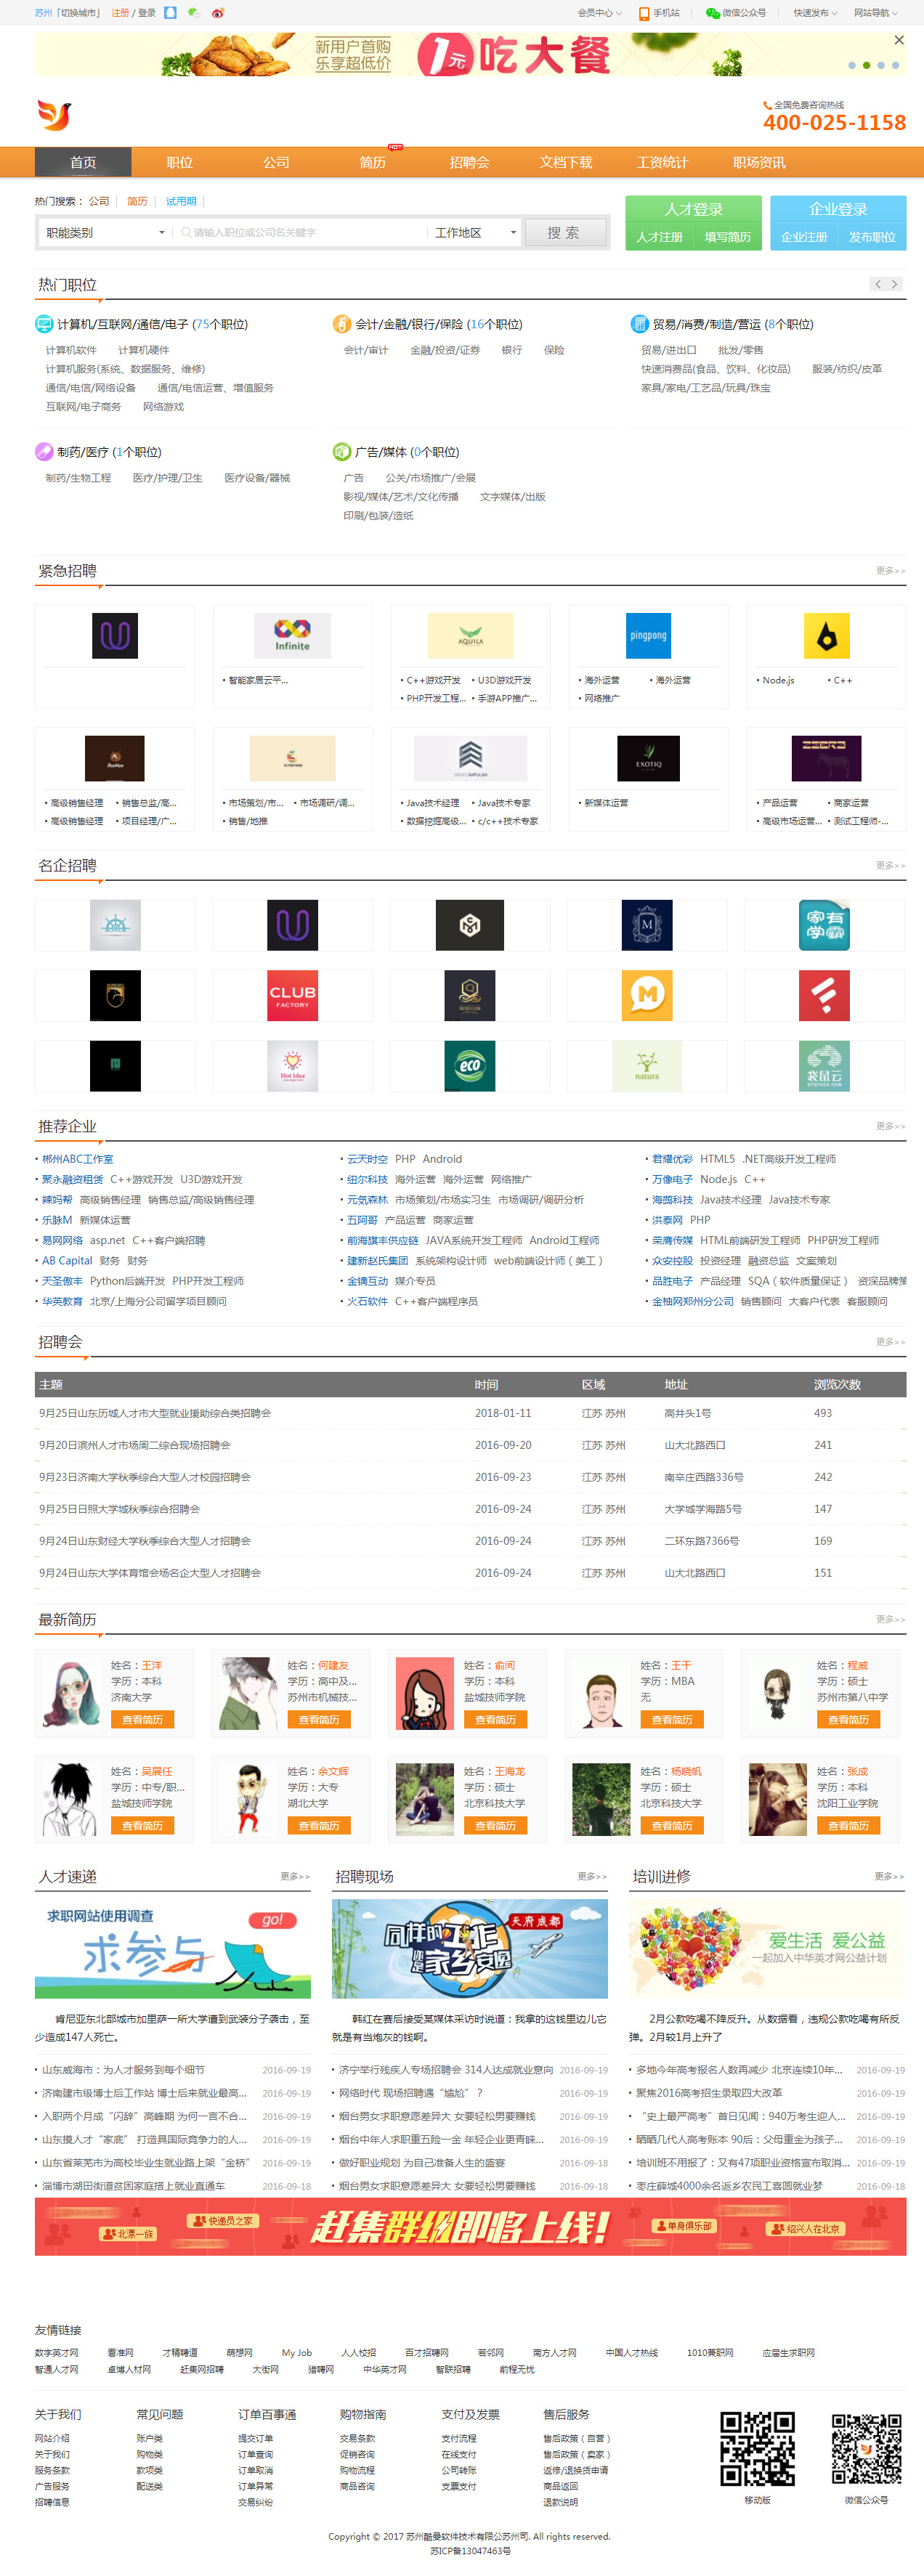 苏州「切换城市」 注册 / 登录 会员中心 手机站 微信公众号 快速发布 网站导航
新用户首购
乐享超低价
1元吃大餐
全国免费咨询热线
400-025-1158
首页 职位 公司 简历 HOT 招聘会 文档下载 工资统计 职场资讯
热门搜索： 公司 简历 试用期
职能类别 请输入职位或公司名关键字 工作地区 搜 索
人才登录 企业登录
人才注册 填写简历 企业注册 发布职位
热门职位
计算机/互联网/通信/电子 (75个职位)
计算机软件 计算机硬件
计算机服务(系统、数据服务、维修)
通信/电信/网络设备 通信/电信运营、增值服务
互联网/电子商务 网络游戏
会计/金融/银行/保险 (16个职位)
会计/审计 金融/投资/证券 银行 保险
贸易/消费/制造/营运 (8个职位)
贸易/进出口 批发/零售
快速消费品(食品、饮料、化妆品) 服装/纺织/皮革
家具/家电/工艺品/玩具/珠宝
制药/医疗 (1个职位)
制药/生物工程 医疗/护理/卫生 医疗设备/器械
广告/媒体 (0个职位)
广告 公关/市场推广/会展
影视/媒体/艺术/文化传播 文字媒体/出版
印刷/包装/造纸
紧急招聘 更多>>
Infinite
AQUILA
pingpong
• 智能家居云平...
• C++游戏开发 • U3D游戏开发
• PHP开发工程... • 手游APP推广...
• 海外运营 • 海外运营
• 网络推广
• Node.js • C++
EXOTIQ
• 高级销售经理 • 销售总监/高...
• 高级销售经理 • 项目经理/广...
• 市场策划/市... • 市场调研/调...
• 销售/地推
• Java技术经理 • Java技术专家
• 数据挖掘高级... • c/c++技术专家
• 新媒体运营
• 产品运营 • 商家运营
• 高级市场运营... • 测试工程师-...
名企招聘 更多>>
M
家有学霸
CLUB
FACTORY
M
Hot Idea
eco
natura
袋鼠云
DTSTACK.COM
推荐企业 更多>>
• 郴州ABC工作室 • 云天时空 PHP Android • 君耀优彩 HTML5 .NET高级开发工程师
• 聚永融资租赁 C++游戏开发 U3D游戏开发 • 纽尔科技 海外运营 海外运营 网络推广 • 万像电子 Node.js C++
• 辣妈帮 高级销售经理 销售总监/高级销售经理 • 元気森林 市场策划/市场实习生 市场调研/调研分析 • 海鸥科技 Java技术经理 Java技术专家
• 乐脉M 新媒体运营 • 五阿哥 产品运营 商家运营 • 洪泰网 PHP
• 易网网络 asp.net C++客户端招聘 • 前海旗丰供应链 JAVA系统开发工程师 Android工程师 • 荣膺传媒 HTML前端研发工程师 PHP研发工程师
• AB Capital 财务 财务 • 建新赵氏集团 系统架构设计师 web前端设计师（美工） • 众安控股 投资经理 融资总监 文案策划
• 天圣傲丰 Python后端开发 PHP开发工程师 • 金镝互动 媒介专员 • 品胜电子 产品经理 SQA（软件质量保证） 资深品牌策
• 华英教育 北京/上海分公司留学项目顾问 • 火石软件 C++客户端程序员 • 金柚网郑州分公司 销售顾问 大客户代表 客服顾问
招聘会 更多>>
主题 时间 区域 地址 浏览次数
9月25日山东历城人才市大型就业援助综合类招聘会 2018-01-11 江苏 苏州 高井头1号 493
9月20日滨州人才市场周二综合现场招聘会 2016-09-20 江苏 苏州 山大北路西口 241
9月23日济南大学秋季综合大型人才校园招聘会 2016-09-23 江苏 苏州 南辛庄西路336号 242
9月25日日照大学城秋季综合招聘会 2016-09-24 江苏 苏州 大学城学海路5号 147
9月24日山东财经大学秋季综合大型人才招聘会 2016-09-24 江苏 苏州 二环东路7366号 169
9月24日山东大学体育馆会场名企大型人才招聘会 2016-09-24 江苏 苏州 山大北路西口 151
最新简历 更多>>
姓名：王洋 姓名：何建友 姓名：俞问 姓名：王干 姓名：程威
学历：本科 学历：高中及... 学历：本科 学历：MBA 学历：硕士
济南大学 苏州市机械技... 盐城技师学院 无 苏州市第八中学
查看简历 查看简历 查看简历 查看简历 查看简历
姓名：吴展任 姓名：余文辉 姓名：王海龙 姓名：杨晓帆 姓名：张成
学历：中专/职... 学历：大专 学历：硕士 学历：硕士 学历：本科
盐城技师学院 湖北大学 北京科技大学 北京科技大学 沈阳工业学院
查看简历 查看简历 查看简历 查看简历 查看简历
人才速递 更多>> 招聘现场 更多>> 培训进修 更多>>
求职网站使用调查
go!
求参与
同样的工作
家乡安逸
天府成都
爱生活 爱公益
一起加入中华英才网公益计划
肯尼亚东北部城市加里萨一所大学遭到武装分子袭击，至
少造成147人死亡。
韩红在赛后接受某媒体采访时说道：我拿的这钱里边儿它
就是有当炮灰的钱啊。
2月公款吃喝不降反升。从数据看，违规公款吃喝有所反
弹。2月较1月上升了
• 山东威海市：为人才服务到每个细节 2016-09-19
• 济南建市级博士后工作站 博士后来就业最高... 2016-09-19
• 入职两个月成“闪辞”高峰期 为何一言不合... 2016-09-19
• 山东摸人才“家底” 打造具国际竞争力的人... 2016-09-19
• 山东省莱芜市为高校毕业生就业路上架“金桥” 2016-09-19
• 淄博市湖田街道贫困家庭搭上就业直通车 2016-09-18
• 济宁举行残疾人专场招聘会 314人达成就业意向 2016-09-19
• 网络时代 现场招聘遇“尴尬”？ 2016-09-19
• 烟台男女求职意愿差异大 女要轻松男要赚钱 2016-09-19
• 烟台中年人求职重五险一金 年轻企业更青睐... 2016-09-19
• 做好职业规划 为自己准备人生的盛宴 2016-09-18
• 烟台男女求职意愿差异大 女要轻松男要赚钱 2016-09-18
• 多地今年高考报名人数再减少 北京连续10年... 2016-09-19
• 聚焦2016高考招生录取四大改革 2016-09-19
• “史上最严高考”首日见闻：940万考生迎人... 2016-09-19
• 晒晒几代人高考账本 90后：父母重金为孩子... 2016-09-19
• 培训班不用报了：又有47项职业资格宣布取消... 2016-09-19
• 枣庄薛城4000余名返乡农民工喜圆就业梦 2016-09-18
北漂一族 快递员之家 赶集群组即将上线! 单身俱乐部 绍兴人在北京
友情链接
数字英才网 看准网 才精聘道 萌想网 My Job 人人校招 百才招聘网 若邻网 南方人才网 中国人才热线 1010兼职网 应届生求职网
智通人才网 卓博人材网 赶集网招聘 大街网 猎聘网 中华英才网 智联招聘 前程无忧
关于我们 常见问题 订单百事通 购物指南 支付及发票 售后服务
网站介绍 账户类 提交订单 交易条款 支付流程 售后政策（自营）
关于我们 购物类 订单查询 促销咨询 在线支付 售后政策（卖家）
服务条款 款项类 订单取消 购物流程 公司转账 返修/退换货申请
广告服务 配送类 订单异常 商品咨询 支票支付 商品返回
招聘信息 交易纠纷 退款说明
移动版 微信公众号
Copyright © 2017 苏州酷曼软件技术有限公苏州司. All rights reserved.
苏ICP备13047463号